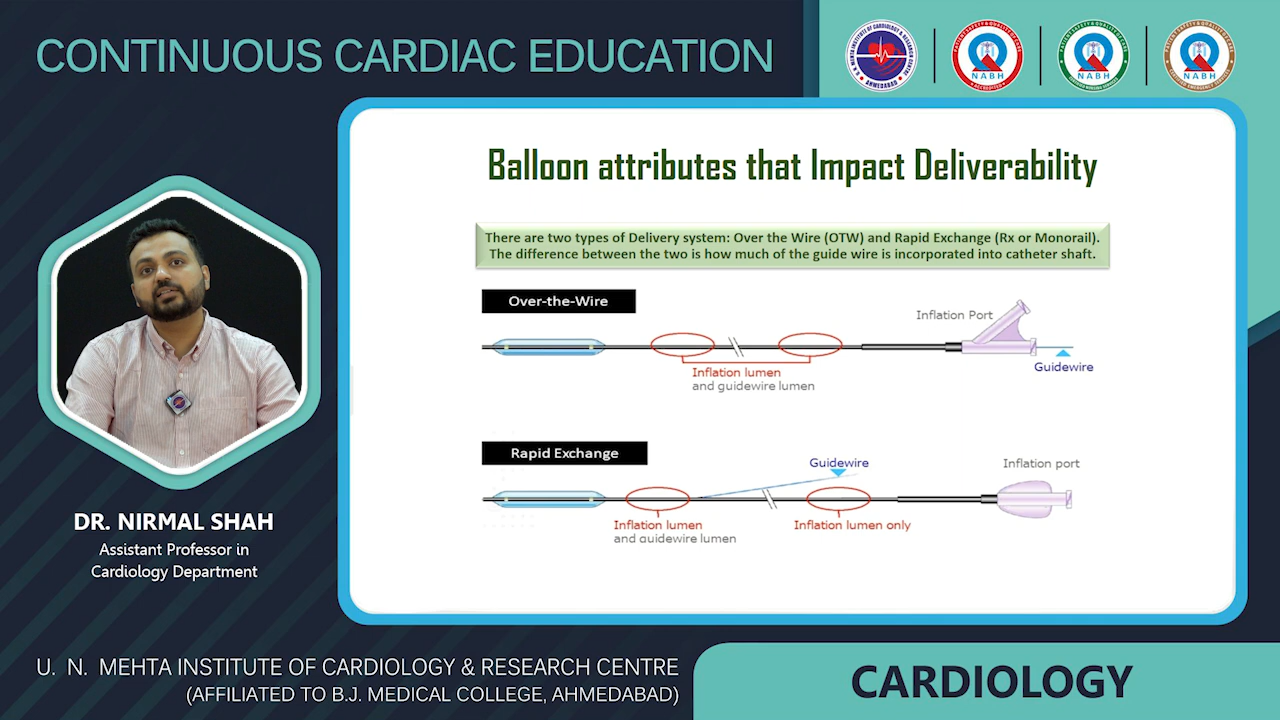 CONTINUOUS CARDIAC EDUCATION
NABH
NABH
NABH
AHMEDABAD
Balloon attributes that Impact Deliverability
There are two types of Delivery system: Over the Wire (OTW) and Rapid Exchange (Rx or Monorail).
The difference between the two is how much of the guide wire is incorporated into catheter shaft.
Over-the-Wire
Inflation Port
Guidewire
Inflation lumen
and guidewire lumen
Rapid Exchange
Guidewire
Inflation port
Inflation lumen
and guidewire lumen
Inflation lumen only
DR. NIRMAL SHAH
Assistant Professor in
Cardiology Department
U. N. MEHTA INSTITUTE OF CARDIOLOGY & RESEARCH CENTRE
(AFFILIATED TO B.J. MEDICAL COLLEGE, AHMEDABAD)
CARDIOLOGY